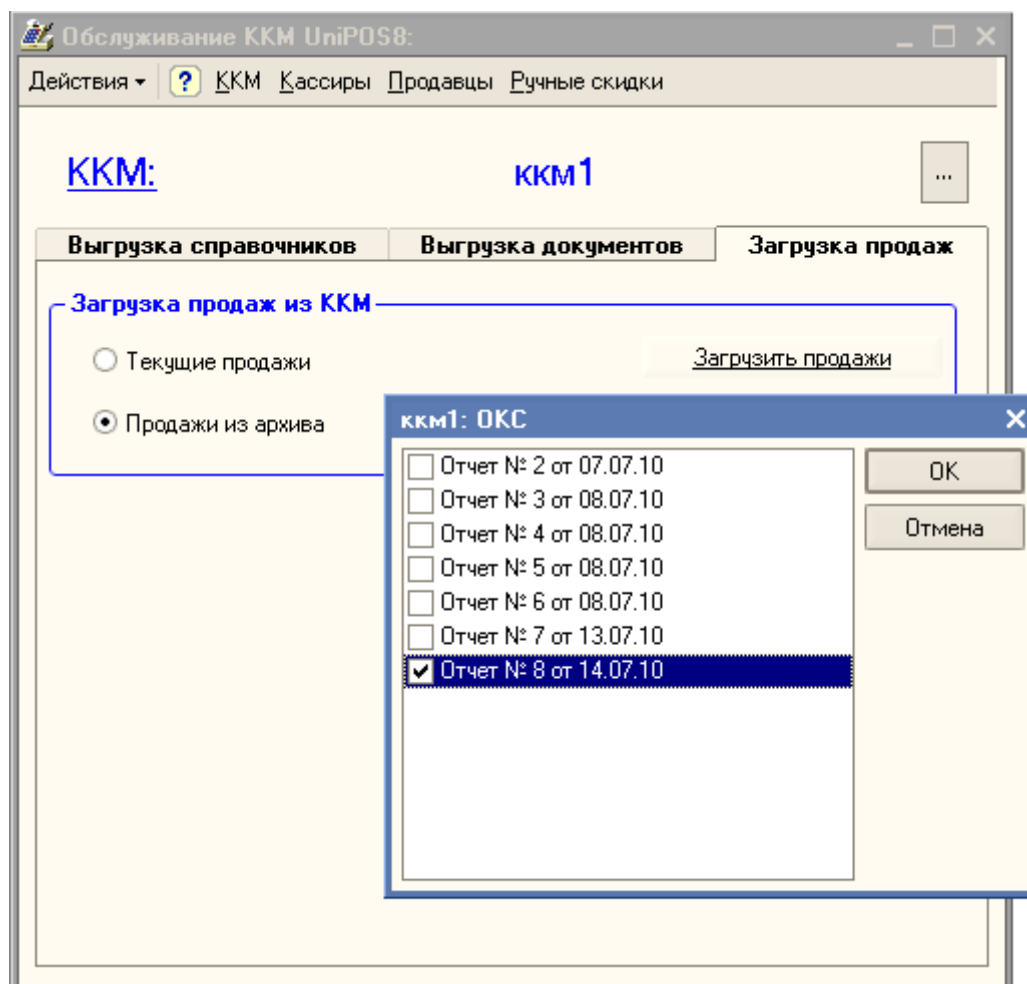 Обслуживание ККМ UniPOS8:
Действия ? ККМ Кассиры Продавцы Ручные скидки
ККМ: ккм1 ...
Выгрузка справочников Выгрузка документов Загрузка продаж
Загрузка продаж из ККМ
Текущие продажи Загрузить продажи
Продажи из архива
ккм1: ОКС
Отчет № 2 от 07.07.10
ОК
Отчет № 3 от 08.07.10
Отчет № 4 от 08.07.10
Отмена
Отчет № 5 от 08.07.10
Отчет № 6 от 08.07.10
Отчет № 7 от 13.07.10
Отчет № 8 от 14.07.10